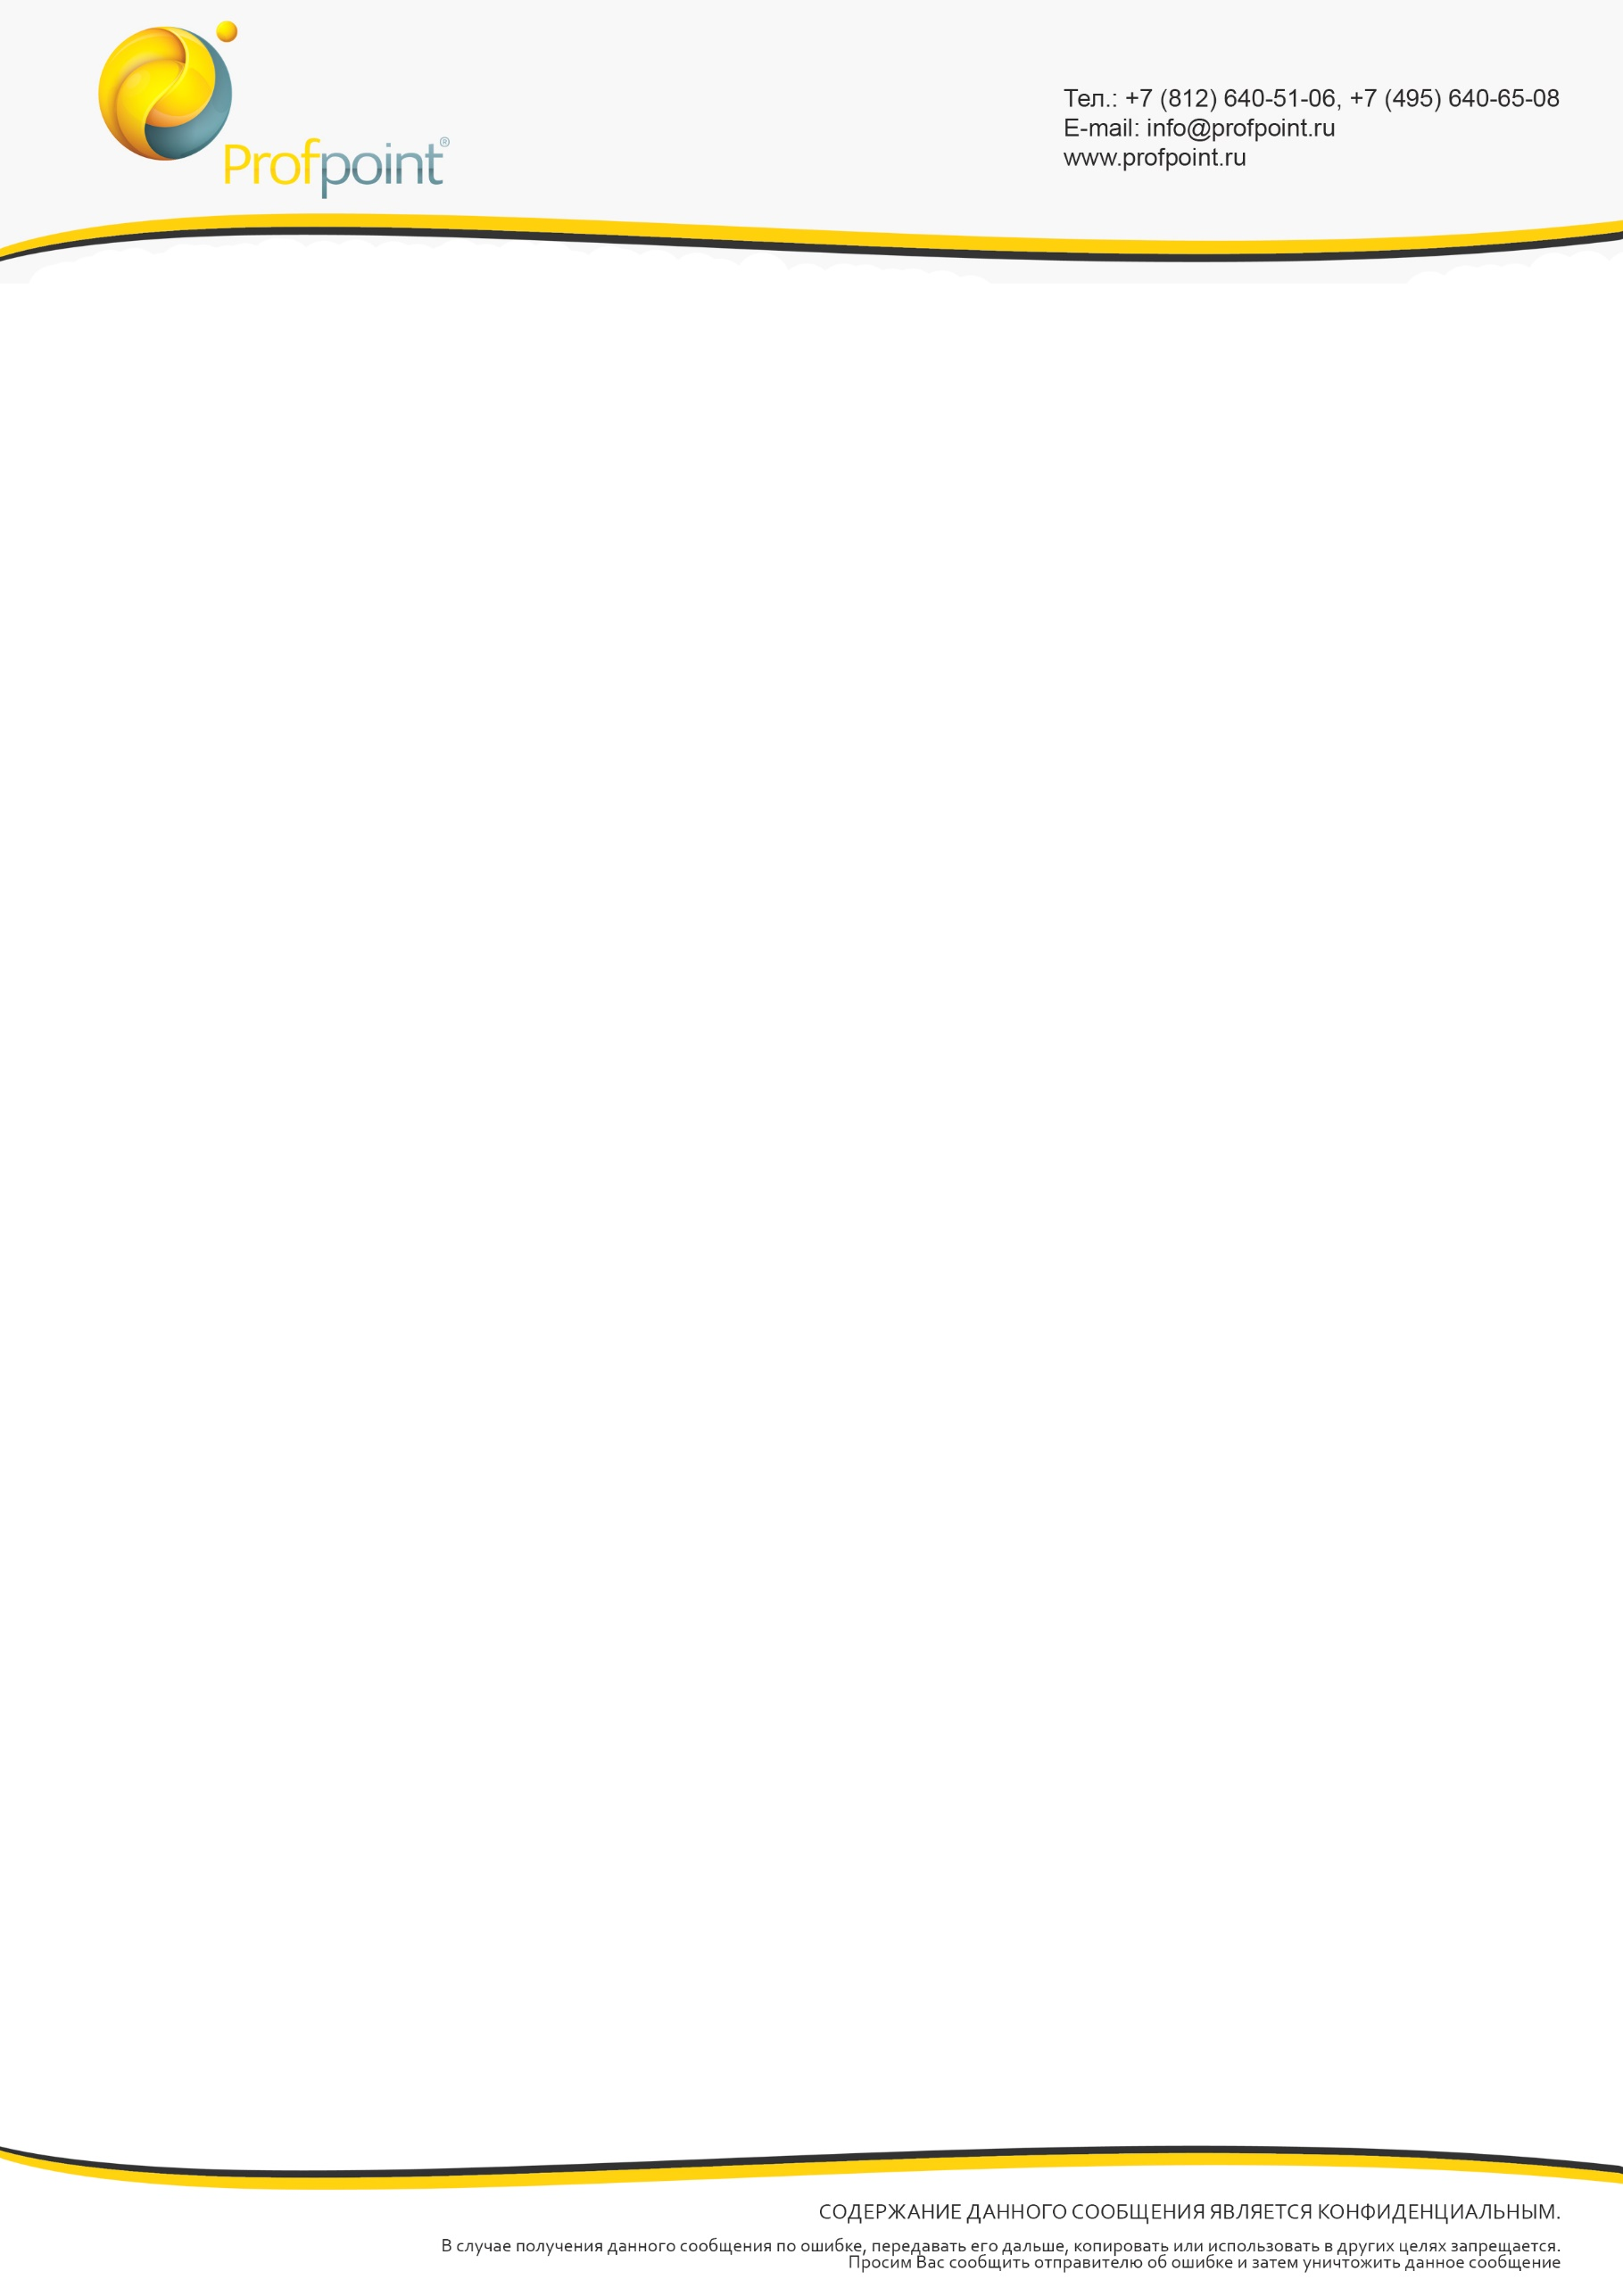 Profpoint®
Тел.: +7 (812) 640-51-06, +7 (495) 640-65-08
E-mail: info@profpoint.ru
www.profpoint.ru
СОДЕРЖАНИЕ ДАННОГО СООБЩЕНИЯ ЯВЛЯЕТСЯ КОНФИДЕНЦИАЛЬНЫМ.
В случае получения данного сообщения по ошибке, передавать его дальше, копировать или использовать в других целях запрещается.
Просим Вас сообщить отправителю об ошибке и затем уничтожить данное сообщение